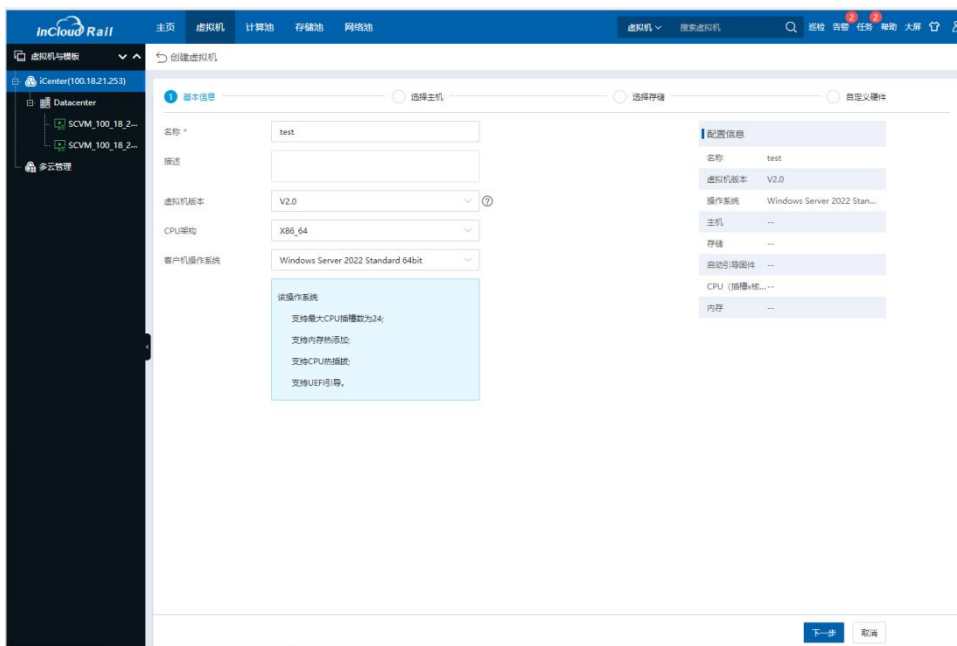 InCloud Rail
主页 虚拟机 计算池 存储池 网络池
虚拟机 搜索虚拟机 巡检 告警 2 任务 2 帮助 大屏
虚拟机与模板
创建虚拟机
iCenter(100.18.21.253)
Datacenter
SCVM_100_18_2...
SCVM_100_18_2...
多云管理
1 基本信息 选择主机 选择存储 自定义硬件
名称 * test
描述
虚拟机版本 V2.0
CPU架构 X86_64
客户机操作系统 Windows Server 2022 Standard 64bit
该操作系统
支持最大CPU插槽数为24;
支持内存热添加;
支持CPU热插拔;
支持UEFI引导。
配置信息
名称 test
虚拟机版本 V2.0
操作系统 Windows Server 2022 Stan...
主机 --
存储 --
启动引导固件 --
CPU（插槽x核... --
内存 --
下一步 取消